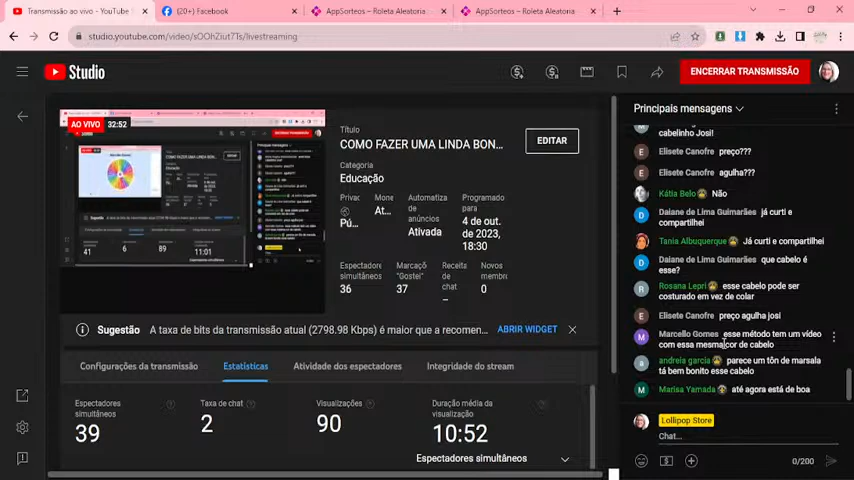 Transmissão ao vivo - YouTube
(20+) Facebook
AppSorteos – Roleta Aleatoria
AppSorteos – Roleta Aleatoria
studio.youtube.com/video/sOOhZiut7Ts/livestreaming
Studio
ENCERRAR TRANSMISSÃO
AO VIVO
32:52
Título
COMO FAZER UMA LINDA BON...
EDITAR
Categoria
Educação
Privac
Pú...
Mone
At...
Automatiza
de
anúncios
Ativada
Programado
para
4 de out.
de 2023,
18:30
Espectadores
simultâneos
36
Marcaçõ
"Gostei"
37
Receita
de chat
–
Novos
membro
0
Sugestão
A taxa de bits da transmissão atual (2798.98 Kbps) é maior que a recomen...
ABRIR WIDGET
Configurações da transmissão
Estatísticas
Atividade dos espectadores
Integridade do stream
Espectadores
simultâneos
39
Taxa de chat
2
Visualizações
90
Duração média da
visualização
10:52
Espectadores simultâneos
Principais mensagens
cabelinho Josi!
Elisete Canofre preço???
Elisete Canofre agulha???
Kátia Belo Não
Daiane de Lima Guimarães já curti e
compartilhei
Tania Albuquerque Já curti e compartilhei
Daiane de Lima Guimarães que cabelo é
esse?
Rosana Lepri esse cabelo pode ser
costurado em vez de colar
Elisete Canofre preço agulha josi
Marcello Gomes esse método tem um vídeo
com essa mesma cor de cabelo
andreia garcia parece um tôn de marsala
tá bem bonito esse cabelo
Marisa Yamada até agora está de boa
Lollipop Store
Chat...
0/200